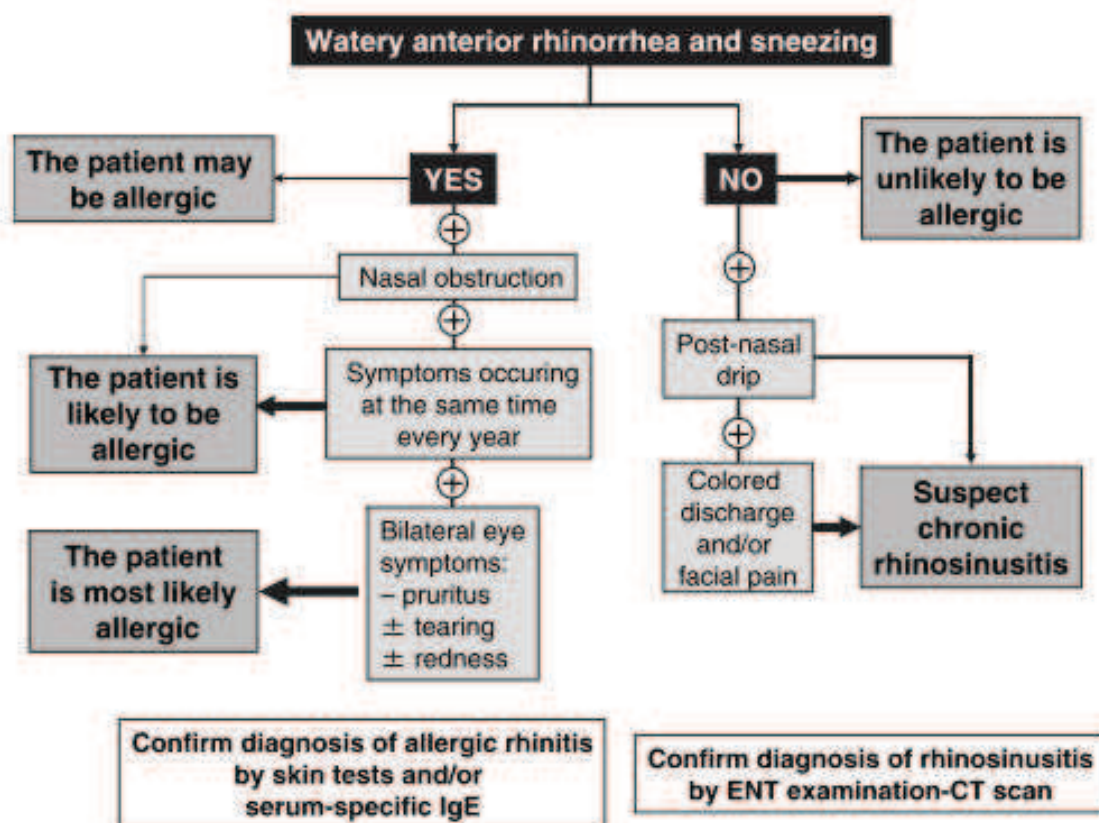 Watery anterior rhinorrhea and sneezing
The patient may
be allergic
YES
NO
The patient is
unlikely to be
allergic
+
Nasal obstruction
+
+
Post-nasal
drip
The patient is
likely to be
allergic
Symptoms occuring
at the same time
every year
+
+
Colored
discharge
and/or
facial pain
Suspect
chronic
rhinosinusitis
The patient
is most likely
allergic
Bilateral eye
symptoms:
– pruritus
± tearing
± redness
Confirm diagnosis of allergic rhinitis
by skin tests and/or
serum-specific IgE
Confirm diagnosis of rhinosinusitis
by ENT examination-CT scan